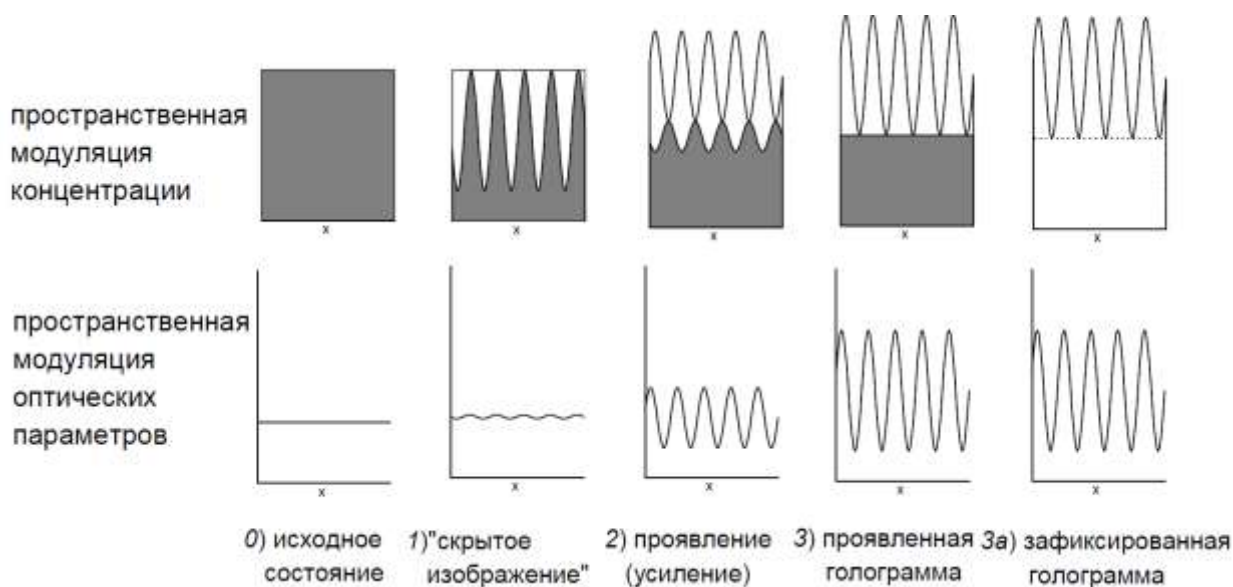 пространственная
модуляция
концентрации
x
x
x
x
x
пространственная
модуляция
оптических
параметров
x
x
x
x
x
0) исходное
состояние
1)"скрытое
изображение"
2) проявление
(усиление)
3) проявленная
голограмма
3а) зафиксированная
голограмма